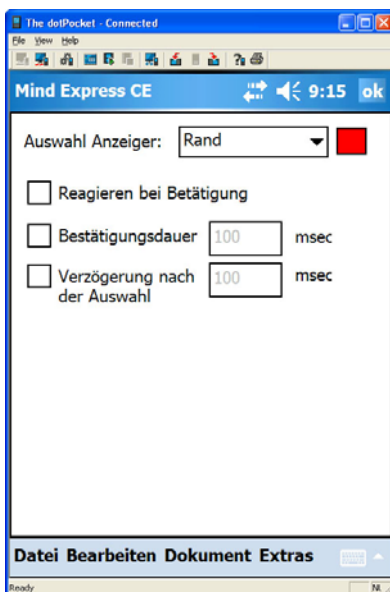 The dotPocket - Connected
File View Help
Mind Express CE 9:15 ok
Auswahl Anzeiger: Rand
Reagieren bei Betätigung
Bestätigungsdauer 100 msec
Verzögerung nach 100 msec
der Auswahl
Datei Bearbeiten Dokument Extras
Ready NL